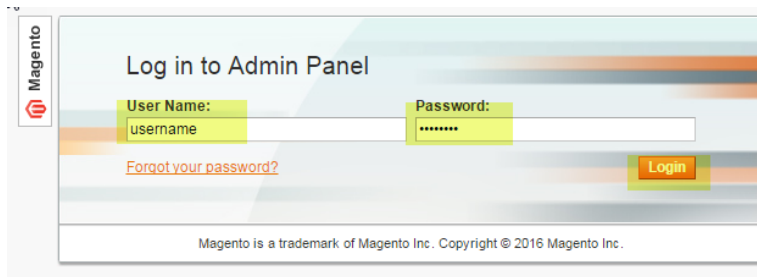 Magento
Log in to Admin Panel
User Name:
Password:
username
••••••••
Forgot your password?
Login
Magento is a trademark of Magento Inc. Copyright © 2016 Magento Inc.